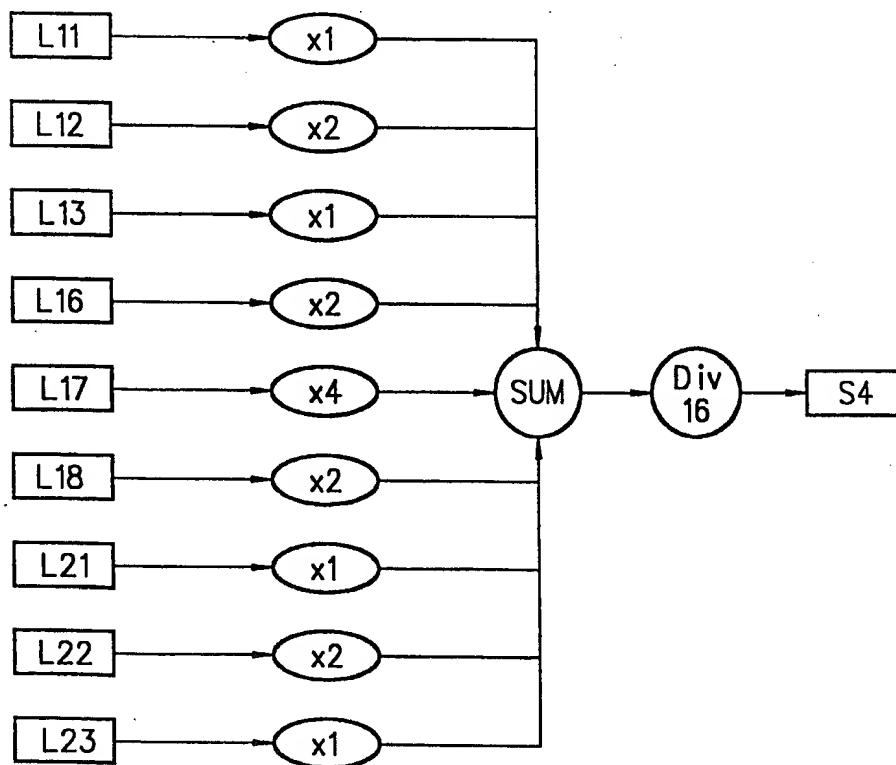 L11 x1
L12 x2
L13 x1
L16 x2
L17 x4 SUM Div 16 S4
L18 x2
L21 x1
L22 x2
L23 x1